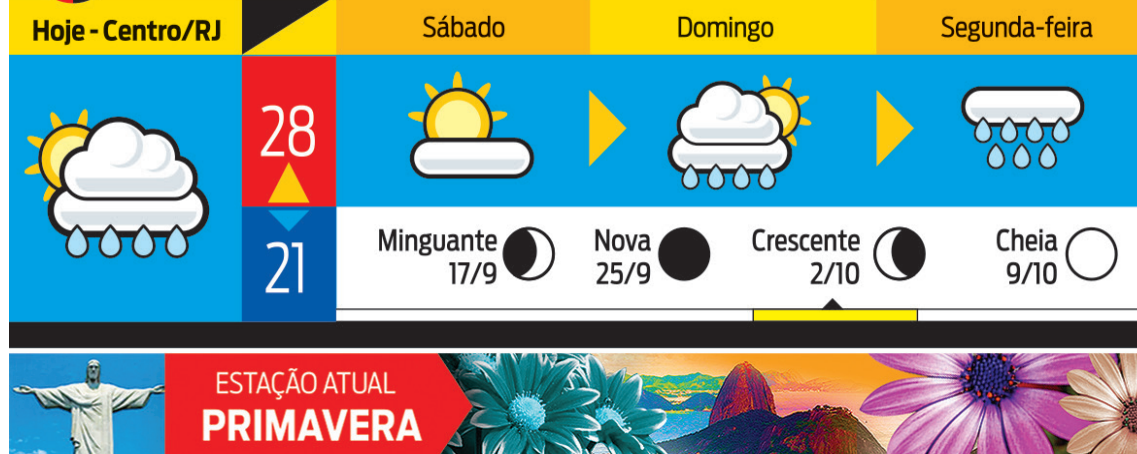 Hoje - Centro/RJ
Sábado
Domingo
Segunda-feira
28
21
Minguante
17/9
Nova
25/9
Crescente
2/10
Cheia
9/10
ESTAÇÃO ATUAL
PRIMAVERA